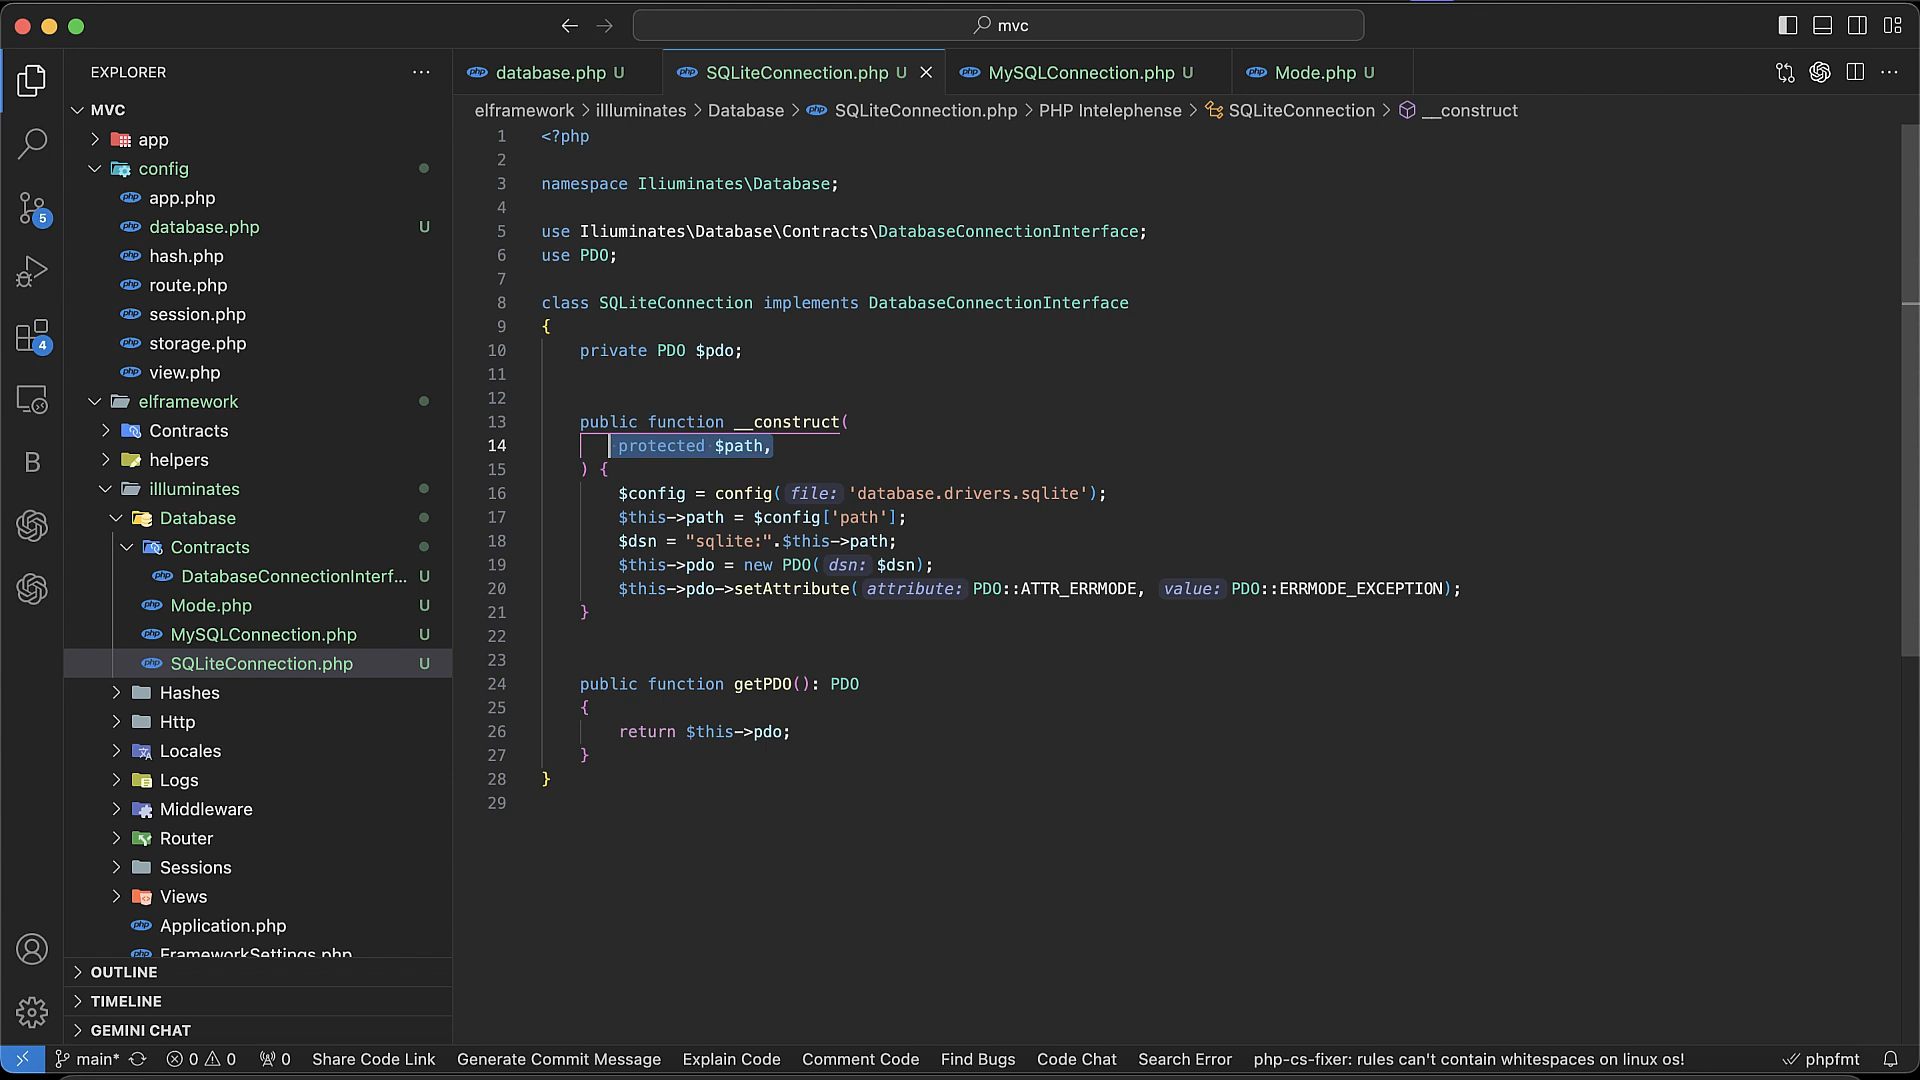 mvc
EXPLORER
database.php U
SQLiteConnection.php U
MySQLConnection.php U
Mode.php U
elframework > illuminates > Database > SQLiteConnection.php > PHP Intelephense > SQLiteConnection > __construct
MVC
app
config
app.php
database.php U
hash.php
route.php
session.php
storage.php
view.php
elframework
Contracts
helpers
illuminates
Database
Contracts
DatabaseConnectionInterf... U
Mode.php U
MySQLConnection.php U
SQLiteConnection.php U
Hashes
Http
Locales
Logs
Middleware
Router
Sessions
Views
Application.php
FrameworkSettings.php
OUTLINE
TIMELINE
GEMINI CHAT
5
4
B
1 <?php
2
3 namespace Iliuminates\Database;
4
5 use Iliuminates\Database\Contracts\DatabaseConnectionInterface;
6 use PDO;
7
8 class SQLiteConnection implements DatabaseConnectionInterface
9 {
10 private PDO $pdo;
11
12
13 public function __construct(
14 protected $path,
15 ) {
16 $config = config( file: 'database.drivers.sqlite');
17 $this->path = $config['path'];
18 $dsn = "sqlite:".$this->path;
19 $this->pdo = new PDO( dsn: $dsn);
20 $this->pdo->setAttribute( attribute: PDO::ATTR_ERRMODE, value: PDO::ERRMODE_EXCEPTION);
21 }
22
23
24 public function getPDO(): PDO
25 {
26 return $this->pdo;
27 }
28 }
29
main* 0 0 0 Share Code Link Generate Commit Message Explain Code Comment Code Find Bugs Code Chat Search Error php-cs-fixer: rules can't contain whitespaces on linux os! phpfmt